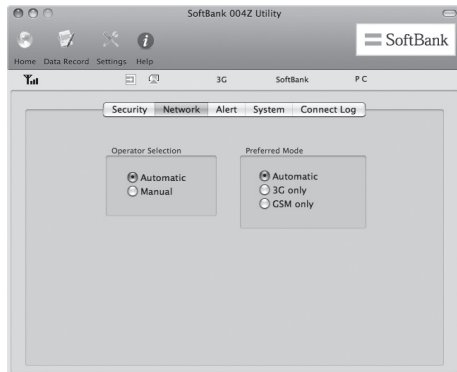 SoftBank 004Z Utility
Home Data Record Settings Help
SoftBank
3G SoftBank P C
Security Network Alert System Connect Log
Operator Selection
Automatic
Manual
Preferred Mode
Automatic
3G only
GSM only